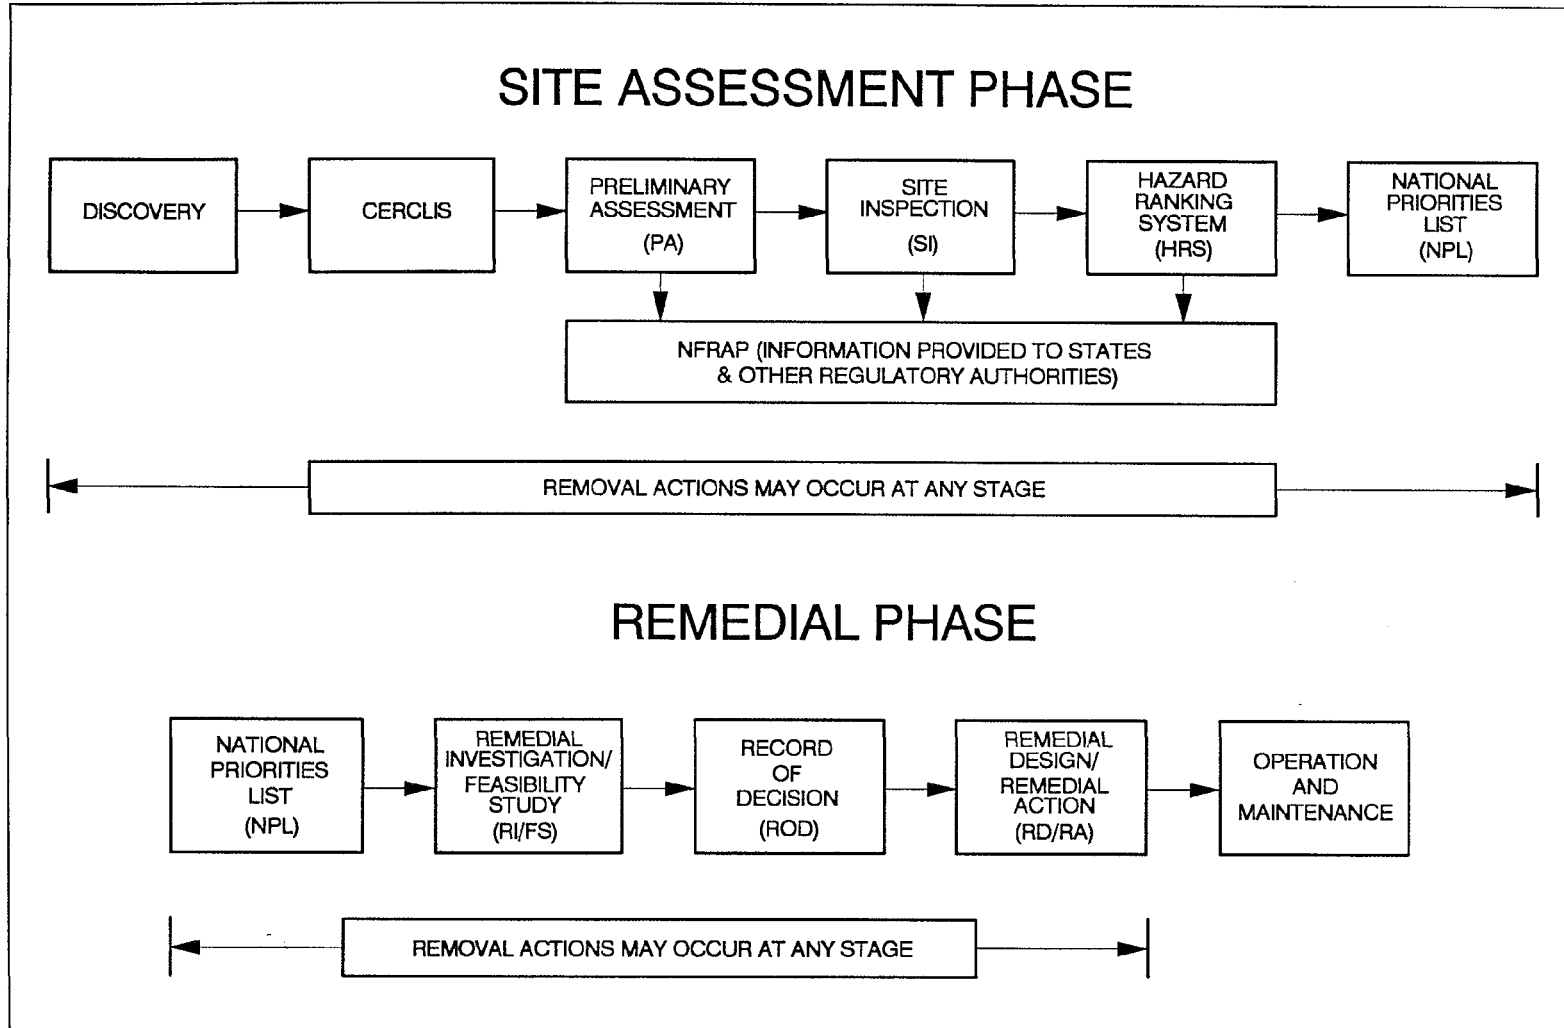 SITE ASSESSMENT PHASE
DISCOVERY
CERCLIS
PRELIMINARY
ASSESSMENT
(PA)
SITE
INSPECTION
(SI)
HAZARD
RANKING
SYSTEM
(HRS)
NATIONAL
PRIORITIES
LIST
(NPL)
NFRAP (INFORMATION PROVIDED TO STATES
& OTHER REGULATORY AUTHORITIES)
REMOVAL ACTIONS MAY OCCUR AT ANY STAGE
REMEDIAL PHASE
NATIONAL
PRIORITIES
LIST
(NPL)
REMEDIAL
INVESTIGATION/
FEASIBILITY
STUDY
(RI/FS)
RECORD
OF
DECISION
(ROD)
REMEDIAL
DESIGN/
REMEDIAL
ACTION
(RD/RA)
OPERATION
AND
MAINTENANCE
REMOVAL ACTIONS MAY OCCUR AT ANY STAGE